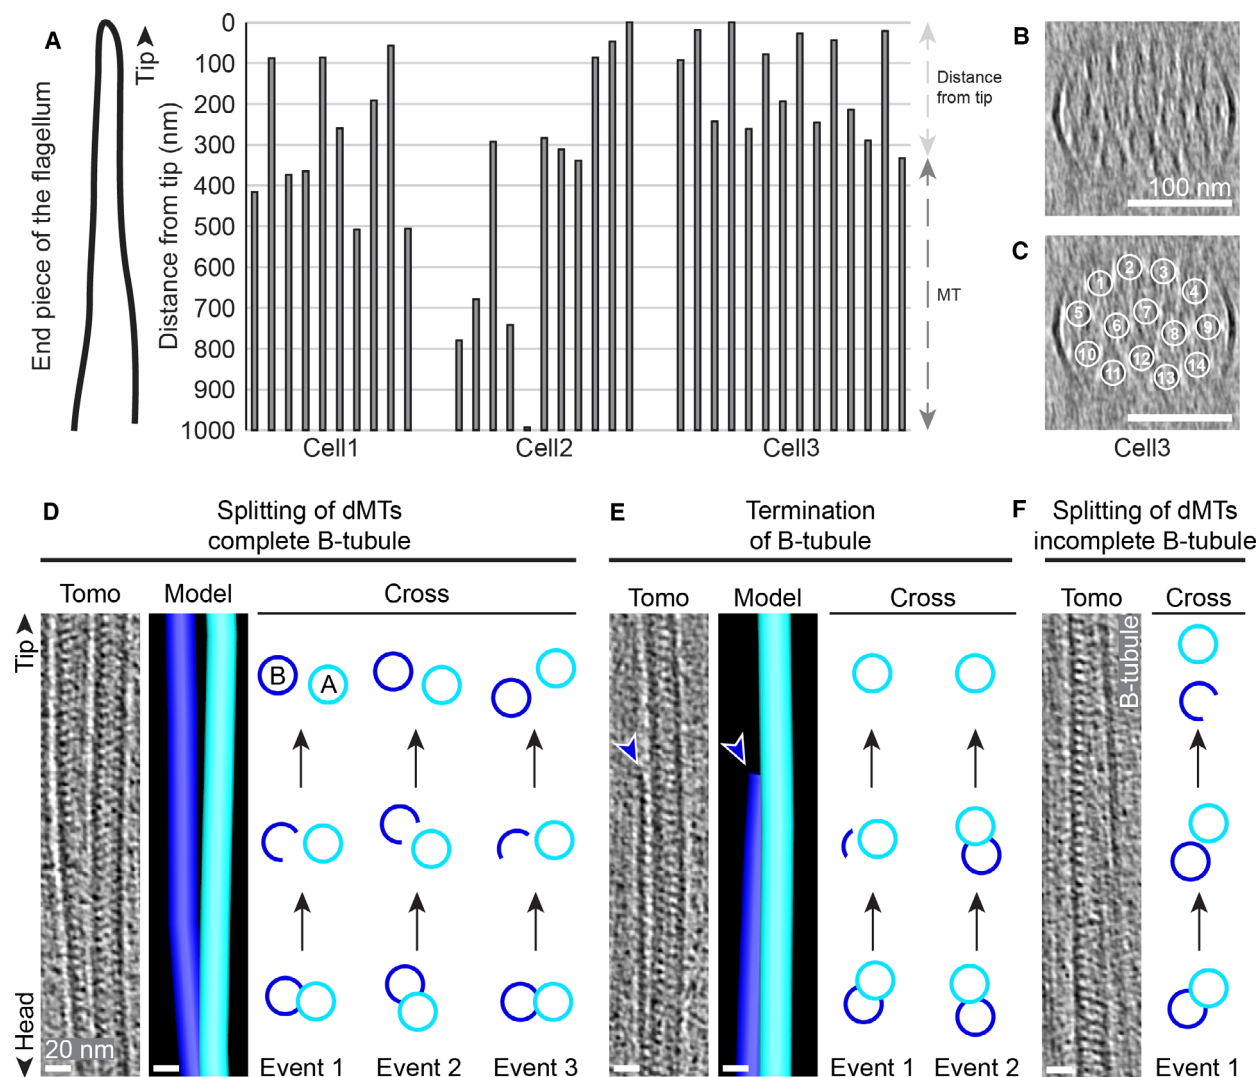 A
End piece of the flagellum
Tip
Distance from tip (nm)
0
100
200
300
400
500
600
700
800
900
1000
Cell1
Cell2
Cell3
Distance
from tip
MT
B
100 nm
C
1
2
3
4
5
6
7
8
9
10
11
12
13
14
Cell3
D
Splitting of dMTs
complete B-tubule
Tomo
Model
Cross
Tip
Head
B
A
20 nm
Event 1
Event 2
Event 3
E
Termination
of B-tubule
Tomo
Model
Cross
Event 1
Event 2
F
Splitting of dMTs
incomplete B-tubule
Tomo
Cross
B-tubule
Event 1